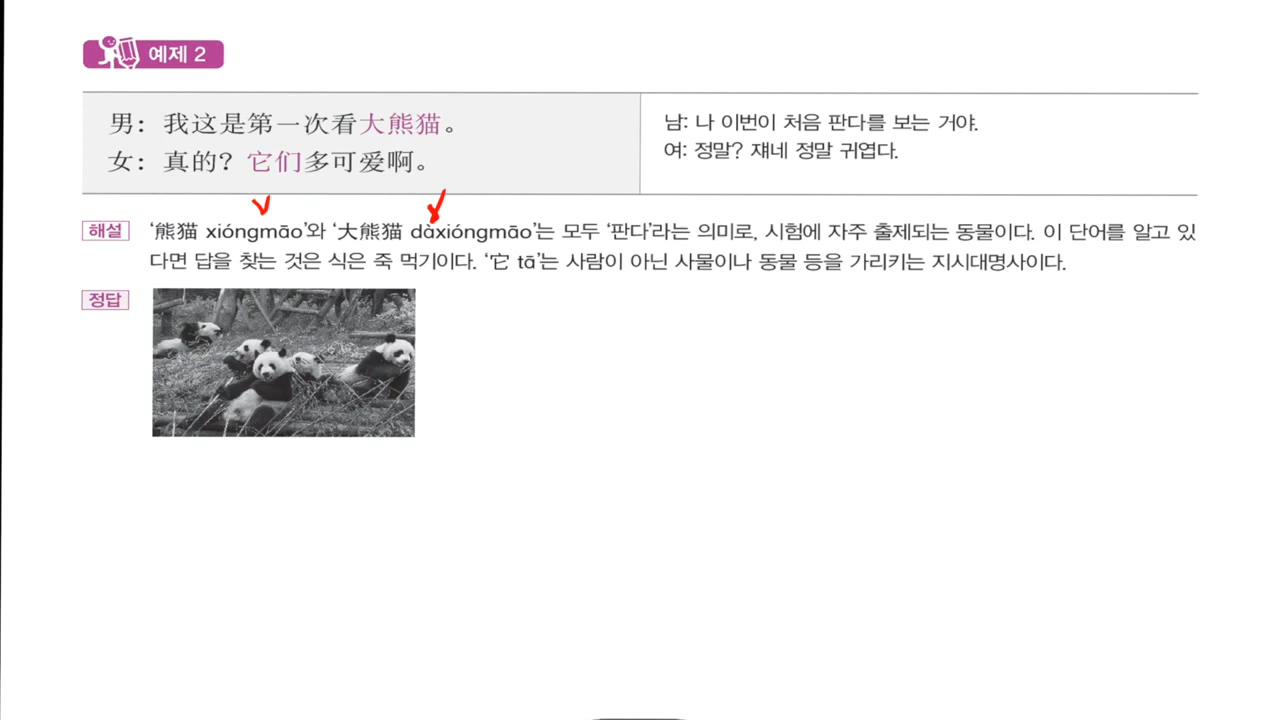 예제 2
男: 我这是第一次看大熊猫。
女: 真的? 它们多可爱啊。
남: 나 이번이 처음 판다를 보는 거야.
여: 정말? 쟤네 정말 귀엽다.
해설 ‘熊猫 xióngmāo’와 ‘大熊猫 dàxióngmāo’는 모두 ‘판다’라는 의미로, 시험에 자주 출제되는 동물이다. 이 단어를 알고 있
다면 답을 찾는 것은 식은 죽 먹기이다. ‘它 tā’는 사람이 아닌 사물이나 동물 등을 가리키는 지시대명사이다.
정답